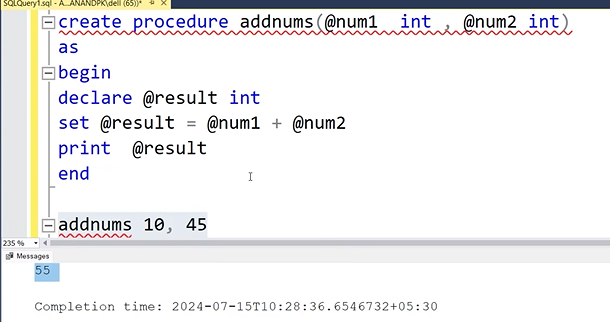 SQLQuery1.sql - A...ANANDPK\dell (65))*
create procedure addnums(@num1  int , @num2 int)
as
begin
declare @result int
set @result = @num1 + @num2
print  @result
end
addnums 10, 45
235 %
Messages
55
Completion time: 2024-07-15T10:28:36.6546732+05:30